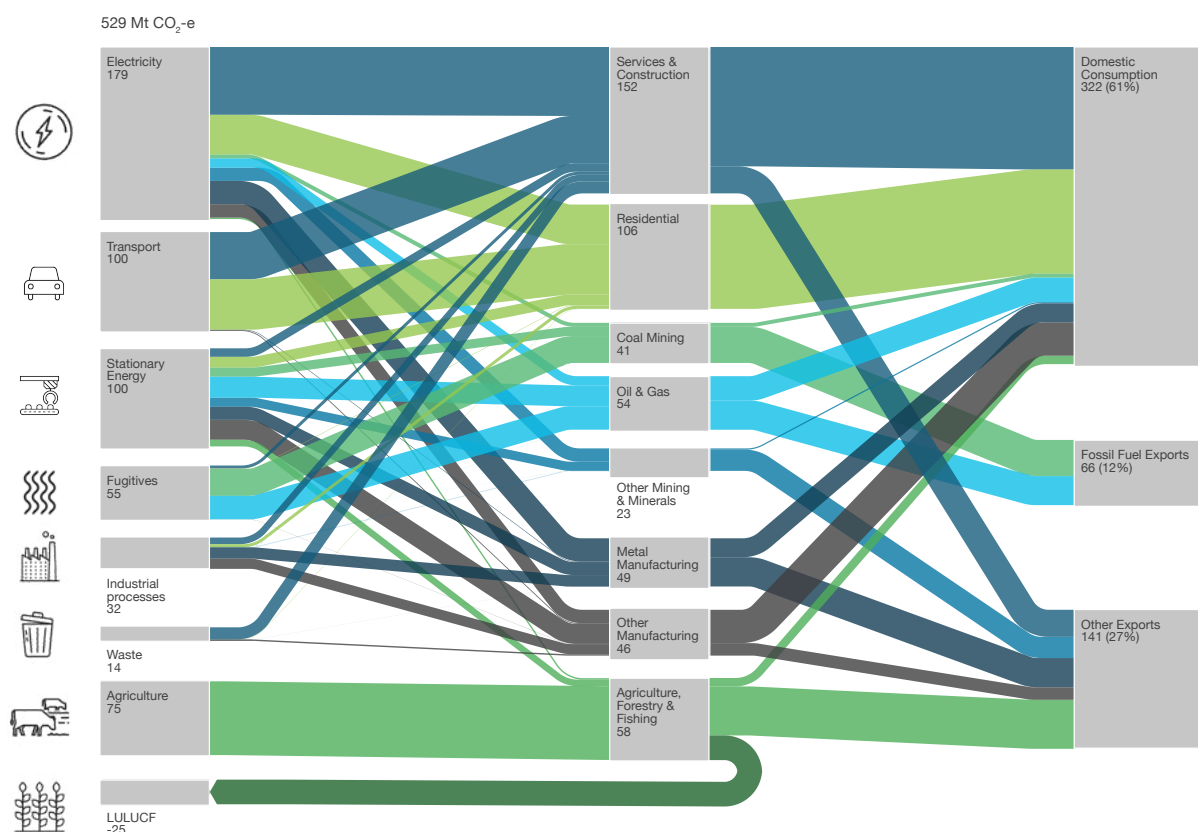 529 Mt CO2-e
Electricity
179
Transport
100
Stationary
Energy
100
Fugitives
55
Industrial
processes
32
Waste
14
Agriculture
75
LULUCF
-25
Services &
Construction
152
Residential
106
Coal Mining
41
Oil & Gas
54
Other Mining
& Minerals
23
Metal
Manufacturing
49
Other
Manufacturing
46
Agriculture,
Forestry &
Fishing
58
Domestic
Consumption
322 (61%)
Fossil Fuel Exports
66 (12%)
Other Exports
141 (27%)